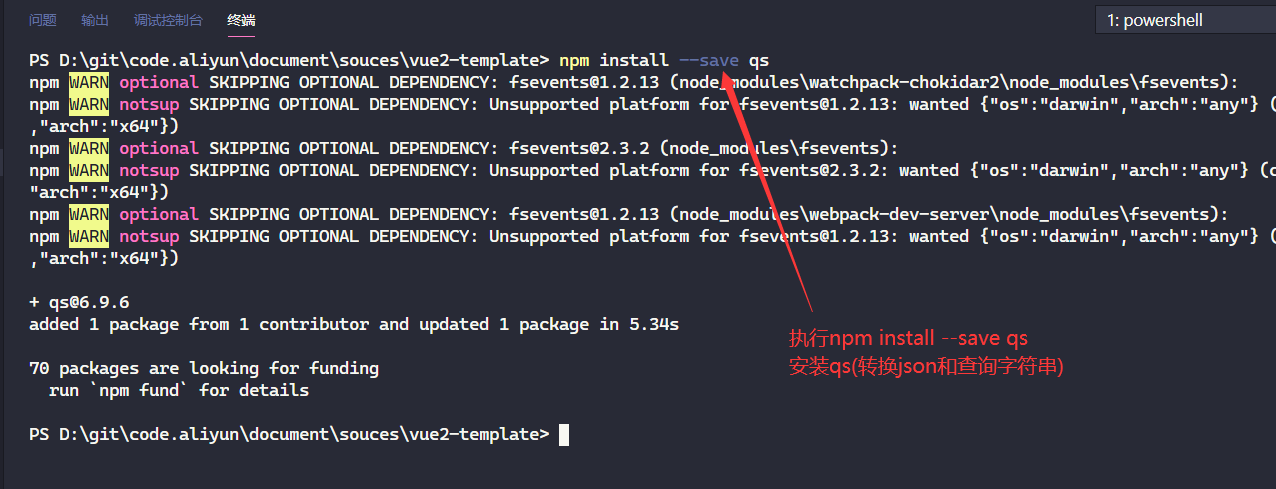 问题 输出 调试控制台 终端 1: powershell
PS D:\git\code.aliyun\document\souces\vue2-template> npm install --save qs
npm WARN optional SKIPPING OPTIONAL DEPENDENCY: fsevents@1.2.13 (node_modules\watchpack-chokidar2\node_modules\fsevents):
npm WARN notsup SKIPPING OPTIONAL DEPENDENCY: Unsupported platform for fsevents@1.2.13: wanted {"os":"darwin","arch":"any"} (
,"arch":"x64"})
npm WARN optional SKIPPING OPTIONAL DEPENDENCY: fsevents@2.3.2 (node_modules\fsevents):
npm WARN notsup SKIPPING OPTIONAL DEPENDENCY: Unsupported platform for fsevents@2.3.2: wanted {"os":"darwin","arch":"any"} (c
"arch":"x64"})
npm WARN optional SKIPPING OPTIONAL DEPENDENCY: fsevents@1.2.13 (node_modules\webpack-dev-server\node_modules\fsevents):
npm WARN notsup SKIPPING OPTIONAL DEPENDENCY: Unsupported platform for fsevents@1.2.13: wanted {"os":"darwin","arch":"any"} (
,"arch":"x64"})
+ qs@6.9.6
added 1 package from 1 contributor and updated 1 package in 5.34s
执行npm install --save qs
安装qs(转换json和查询字符串)
70 packages are looking for funding
run `npm fund` for details
PS D:\git\code.aliyun\document\souces\vue2-template>